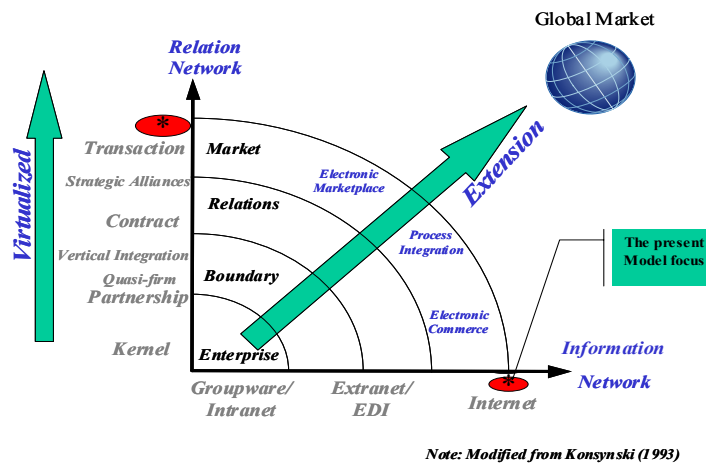 Global Market
Relation
Network
*
Transaction
Market
Strategic Alliances
Electronic
Marketplace
Relations
Extension
Virtualized
Contract
Process
Integration
The present
Model focus
Vertical Integration
Quasi-firm
Boundary
Partnership
Electronic
Commerce
Kernel
Enterprise
Information
Network
Groupware/
Intranet
Extranet/
EDI
*
Internet
Note: Modified from Konsynski (1993)